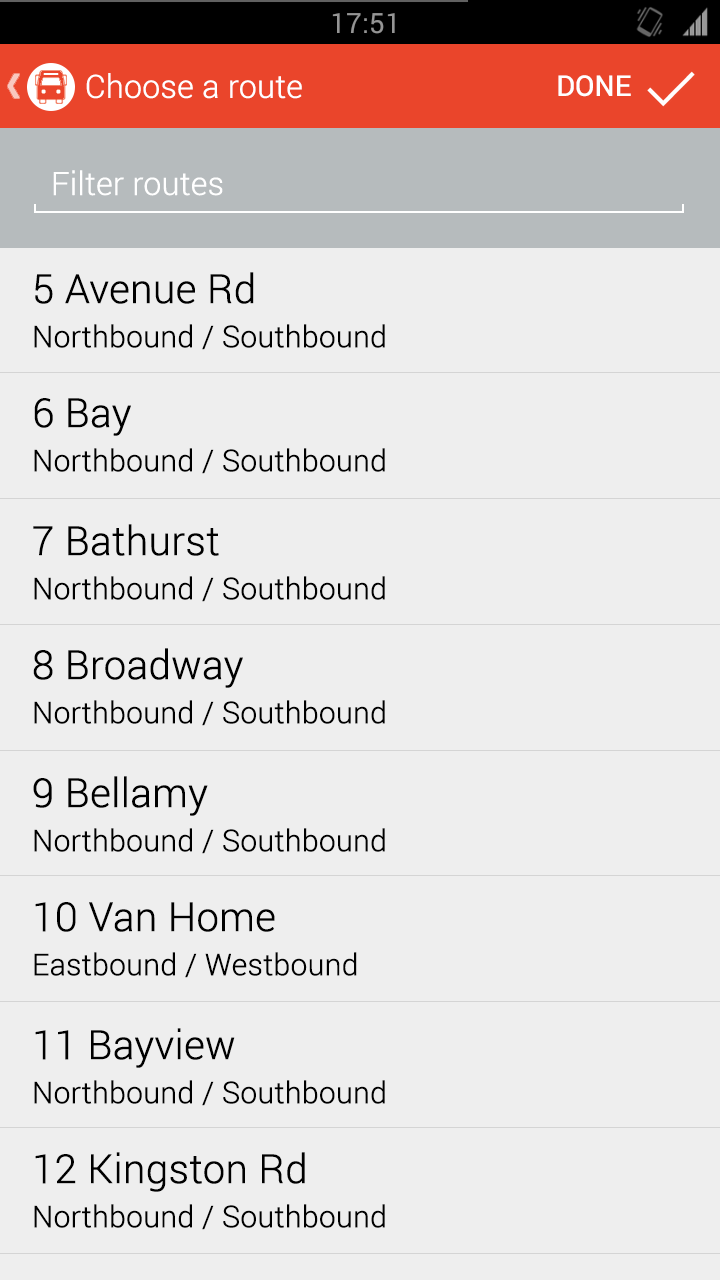 17:51
Choose a route
DONE
Filter routes
5 Avenue Rd
Northbound / Southbound
6 Bay
Northbound / Southbound
7 Bathurst
Northbound / Southbound
8 Broadway
Northbound / Southbound
9 Bellamy
Northbound / Southbound
10 Van Home
Eastbound / Westbound
11 Bayview
Northbound / Southbound
12 Kingston Rd
Northbound / Southbound